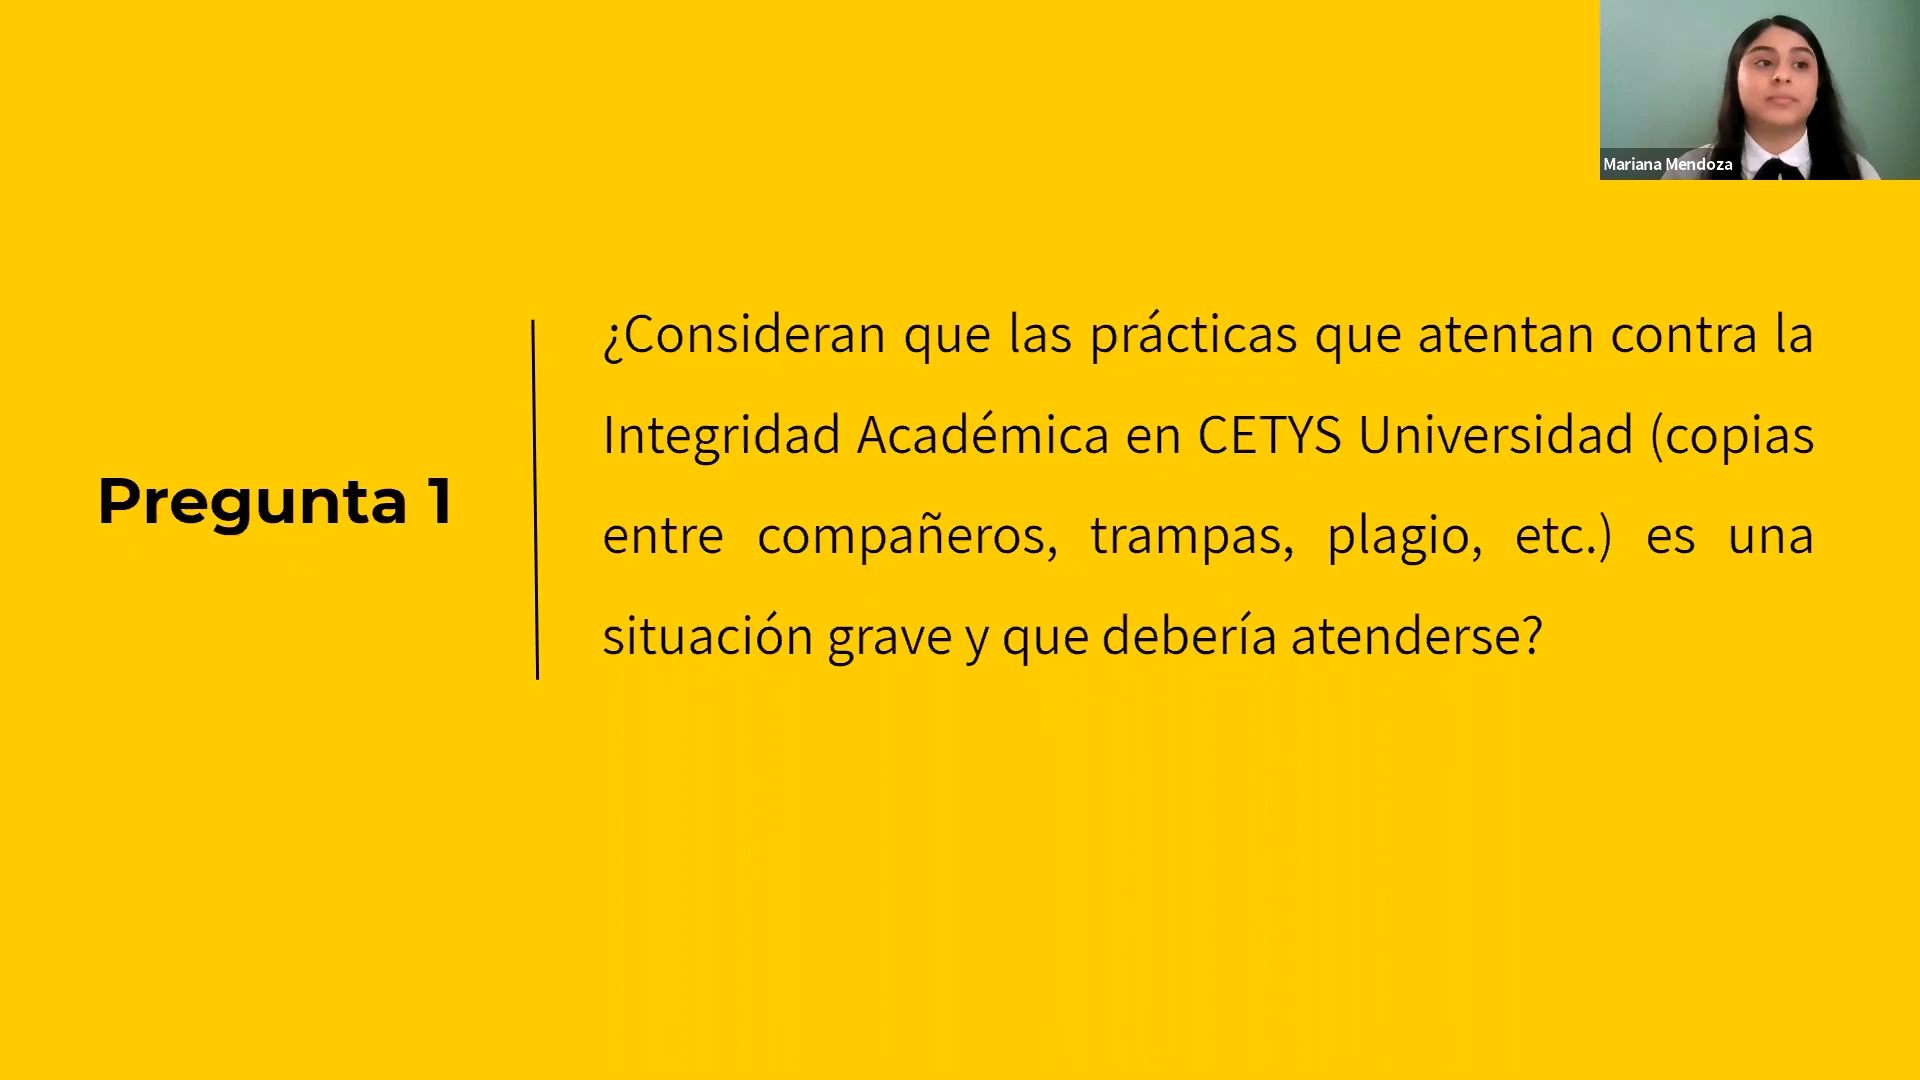 Mariana Mendoza
Pregunta 1
¿Consideran que las prácticas que atentan contra la
Integridad Académica en CETYS Universidad (copias
entre compañeros, trampas, plagio, etc.) es una
situación grave y que debería atenderse?